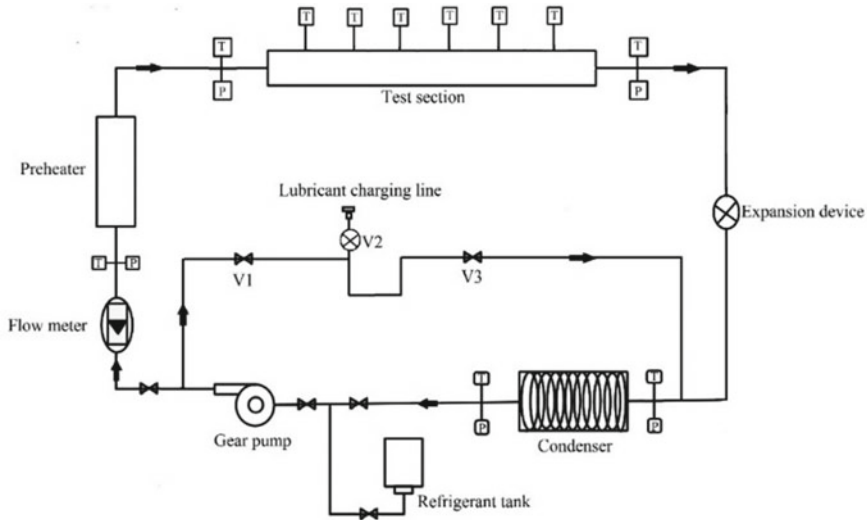 T T T T T T
T T
P Test section P
Preheater
Lubricant charging line
V2
Expansion device
T P
V1 V3
Flow meter
T T
P P
Gear pump
Condenser
Refrigerant tank